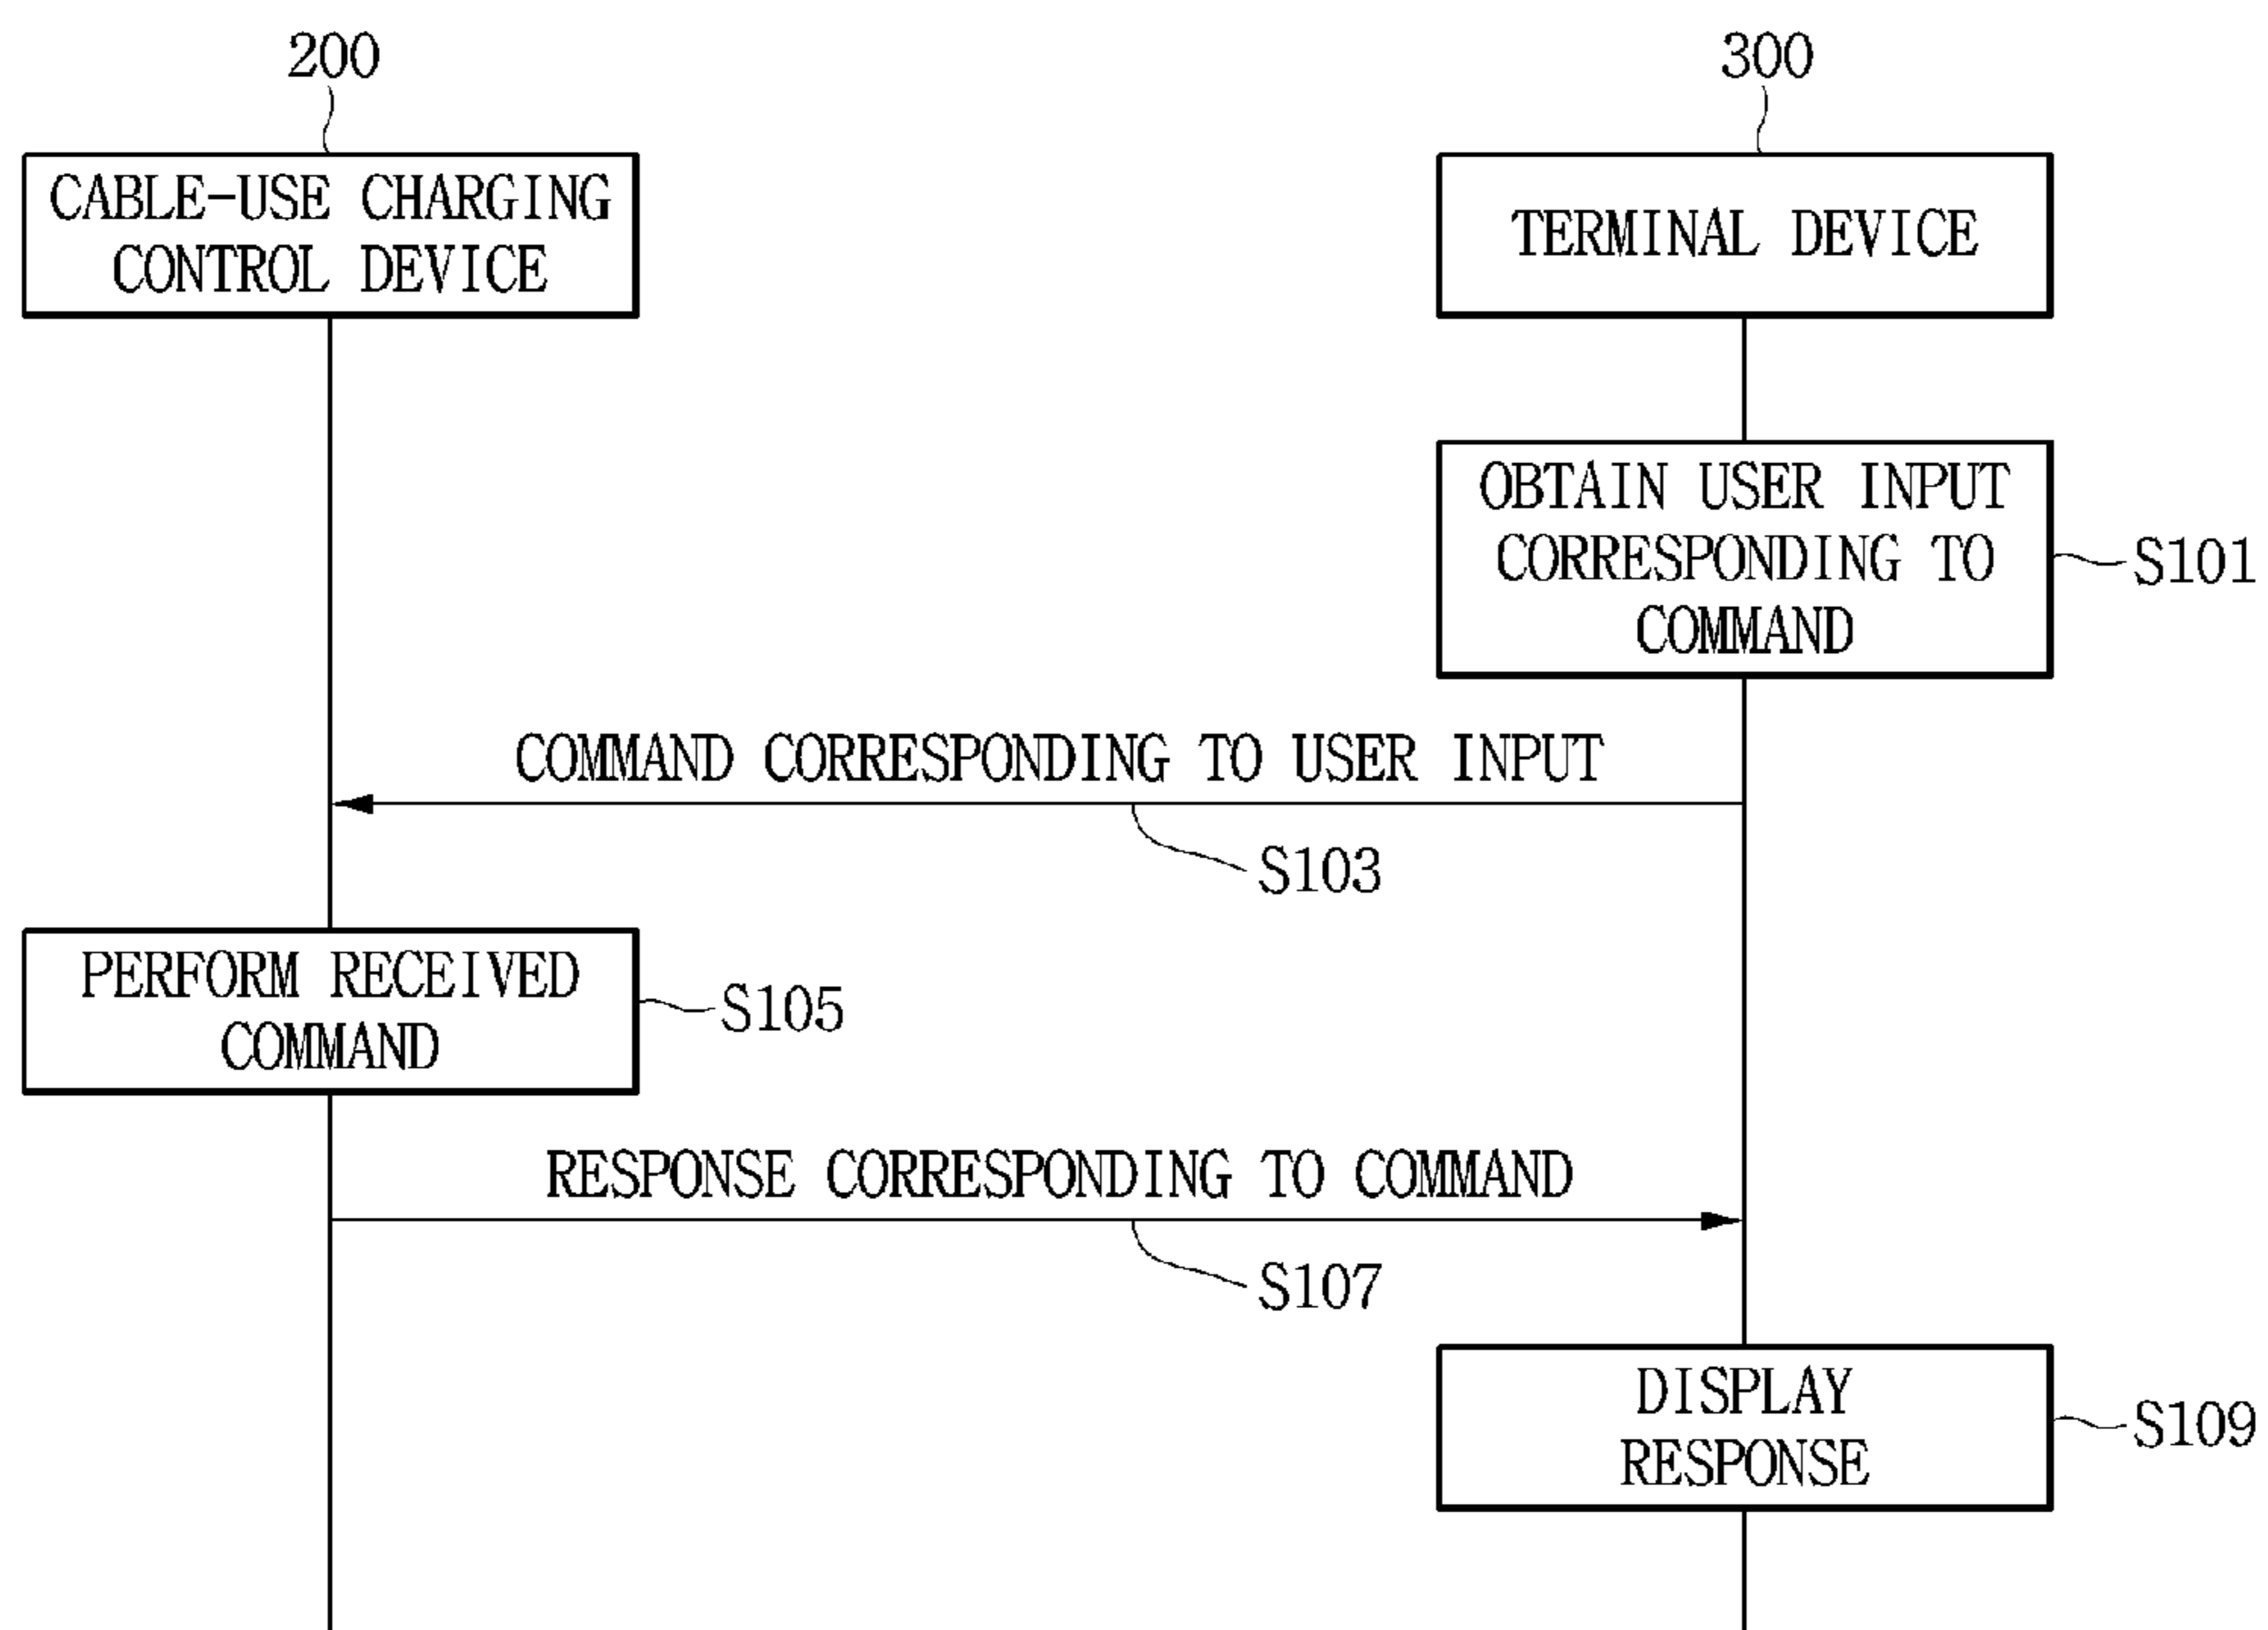 200
300
CABLE-USE CHARGING
CONTROL DEVICE
TERMINAL DEVICE
OBTAIN USER INPUT
CORRESPONDING TO
COMMAND
S101
COMMAND CORRESPONDING TO USER INPUT
S103
PERFORM RECEIVED
COMMAND
S105
RESPONSE CORRESPONDING TO COMMAND
S107
DISPLAY
RESPONSE
S109